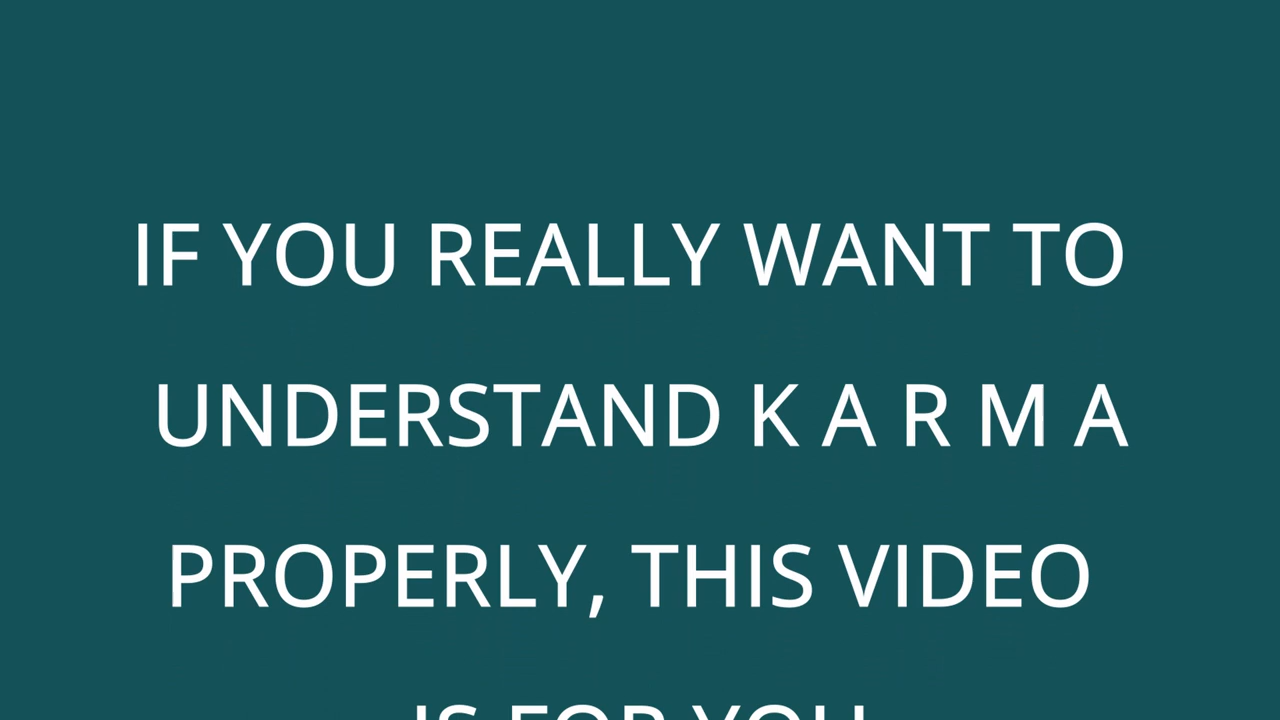 IF YOU REALLY WANT TO
UNDERSTAND K A R M A
PROPERLY, THIS VIDEO
IS FOR YOU